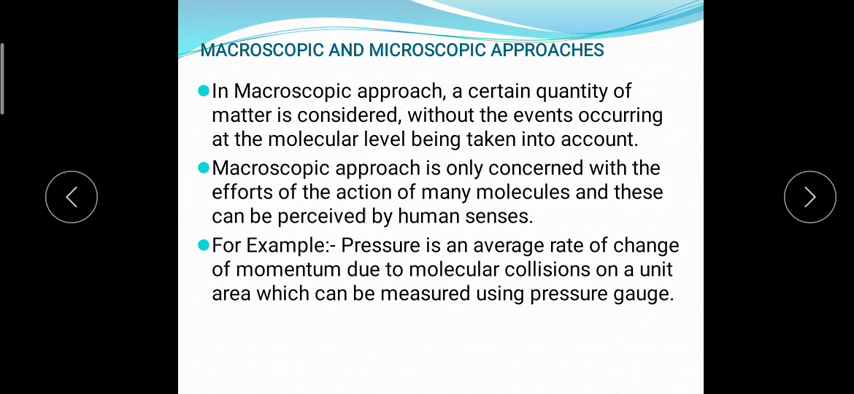 MACROSCOPIC AND MICROSCOPIC APPROACHES
In Macroscopic approach, a certain quantity of
matter is considered, without the events occurring
at the molecular level being taken into account.
Macroscopic approach is only concerned with the
efforts of the action of many molecules and these
can be perceived by human senses.
For Example:- Pressure is an average rate of change
of momentum due to molecular collisions on a unit
area which can be measured using pressure gauge.